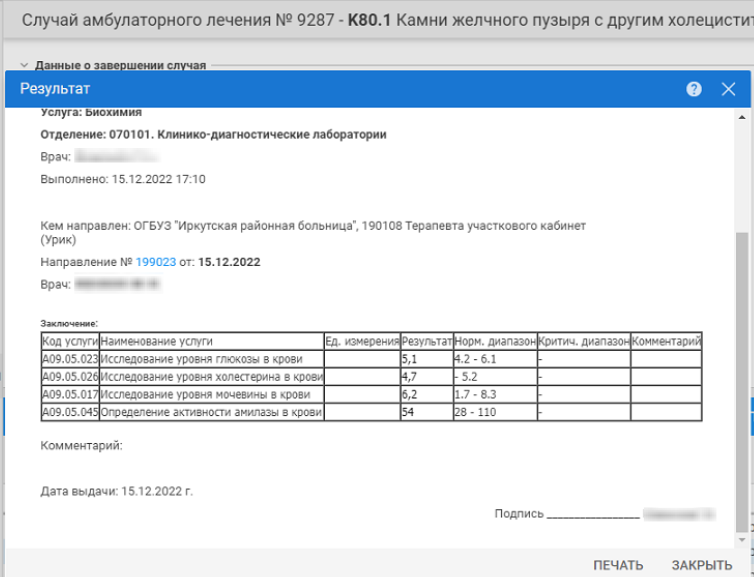 Случай амбулаторного лечения № 9287 - K80.1 Камни желчного пузыря с другим холецистит
Данные о завершении случая
Результат
?
Услуга: Биохимия
Отделение: 070101. Клинико-диагностические лаборатории
Врач:
Выполнено: 15.12.2022 17:10
Кем направлен: ОГБУЗ "Иркутская районная больница", 190108 Терапевта участкового кабинет
(Урик)
Направление № 199023 от: 15.12.2022
Врач:
Заключение:
Код услуги Наименование услуги Ед. измерения Результат Норм. диапазон Критич. диапазон Комментарий
A09.05.023 Исследование уровня глюкозы в крови 5,1 4.2 - 6.1 -
A09.05.026 Исследование уровня холестерина в крови 4,7 - 5.2 -
A09.05.017 Исследование уровня мочевины в крови 6,2 1.7 - 8.3 -
A09.05.045 Определение активности амилазы в крови 54 28 - 110 -
Комментарий:
Дата выдачи: 15.12.2022 г.
Подпись ________________
ПЕЧАТЬ ЗАКРЫТЬ